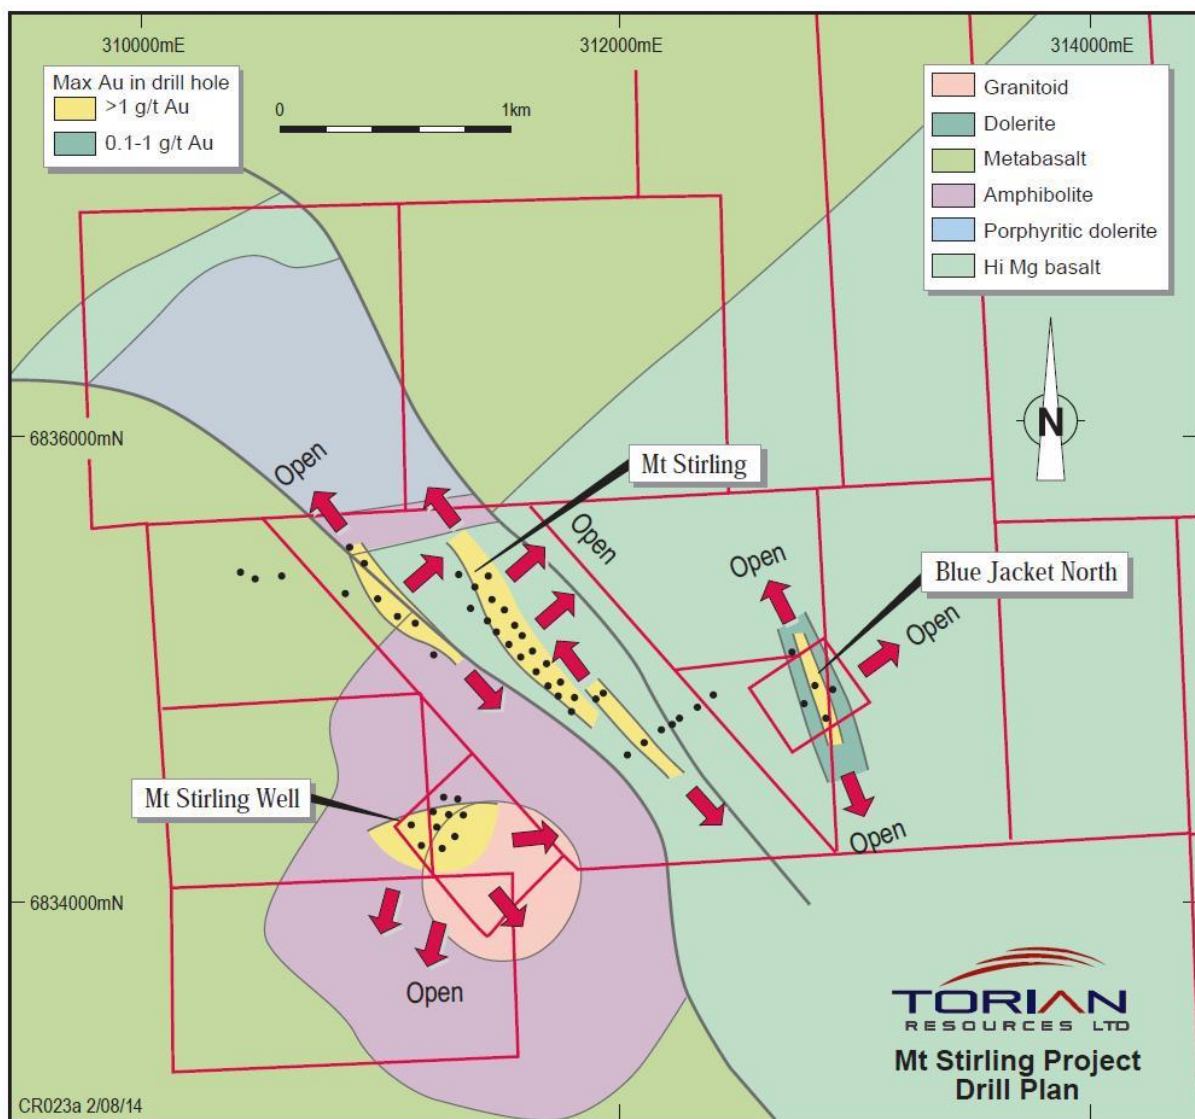 310000mE
312000mE
314000mE
Max Au in drill hole
>1 g/t Au
0.1-1 g/t Au
0
1km
Granitoid
Dolerite
Metabasalt
Amphibolite
Porphyritic dolerite
Hi Mg basalt
N
6836000mN
Open
Mt Stirling
Open
Open
Blue Jacket North
Open
Mt Stirling Well
Open
6834000mN
Open
TORIAN
RESOURCES LTD
Mt Stirling Project
Drill Plan
CR023a 2/08/14